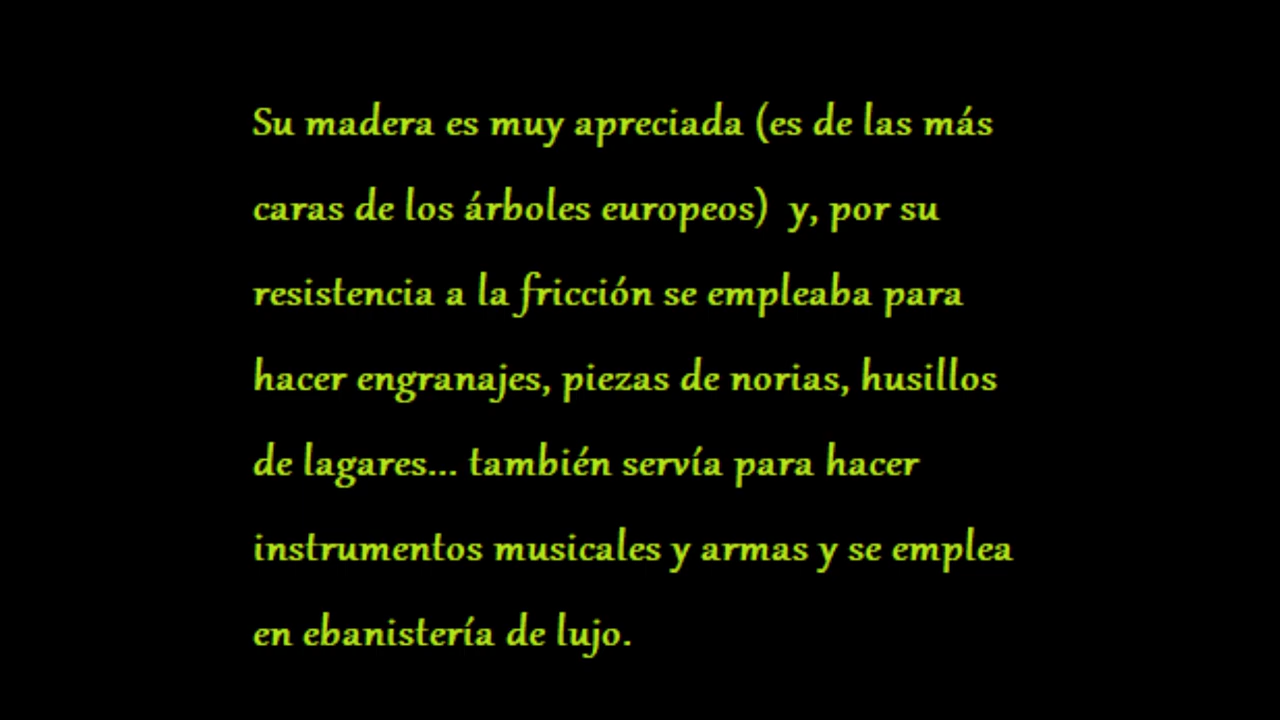 Su madera es muy apreciada (es de las más
caras de los árboles europeos)  y, por su
resistencia a la fricción se empleaba para
hacer engranajes, piezas de norias, husillos
de lagares... también servía para hacer
instrumentos musicales y armas y se emplea
en ebanistería de lujo.